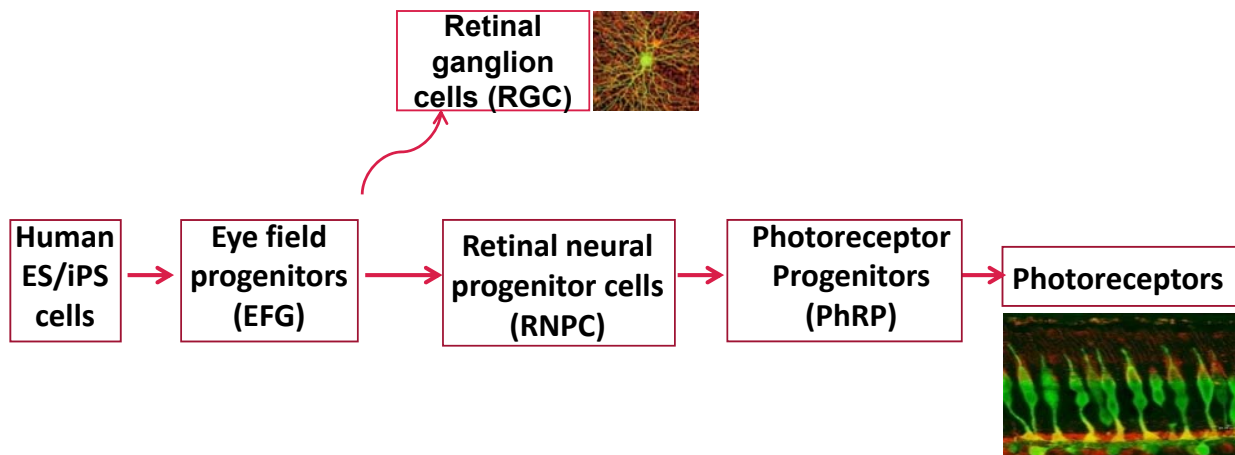 Retinal
ganglion
cells (RGC)
Human
ES/iPS
cells
Eye field
progenitors
(EFG)
Retinal neural
progenitor cells
(RNPC)
Photoreceptor
Progenitors
(PhRP)
Photoreceptors